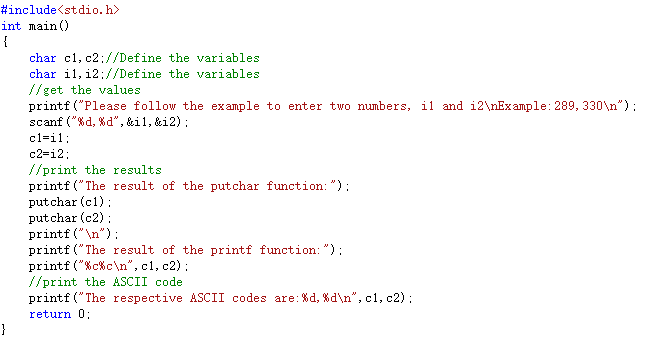 #include<stdio.h>
int main()
{
    char c1,c2;//Define the variables
    char i1,i2;//Define the variables
    //get the values
    printf("Please follow the example to enter two numbers, i1 and i2\nExample:289,330\n");
    scanf("%d,%d",&i1,&i2);
    c1=i1;
    c2=i2;
    //print the results
    printf("The result of the putchar function:");
    putchar(c1);
    putchar(c2);
    printf("\n");
    printf("The result of the printf function:");
    printf("%c%c\n",c1,c2);
    //print the ASCII code
    printf("The respective ASCII codes are:%d,%d\n",c1,c2);
    return 0;
}